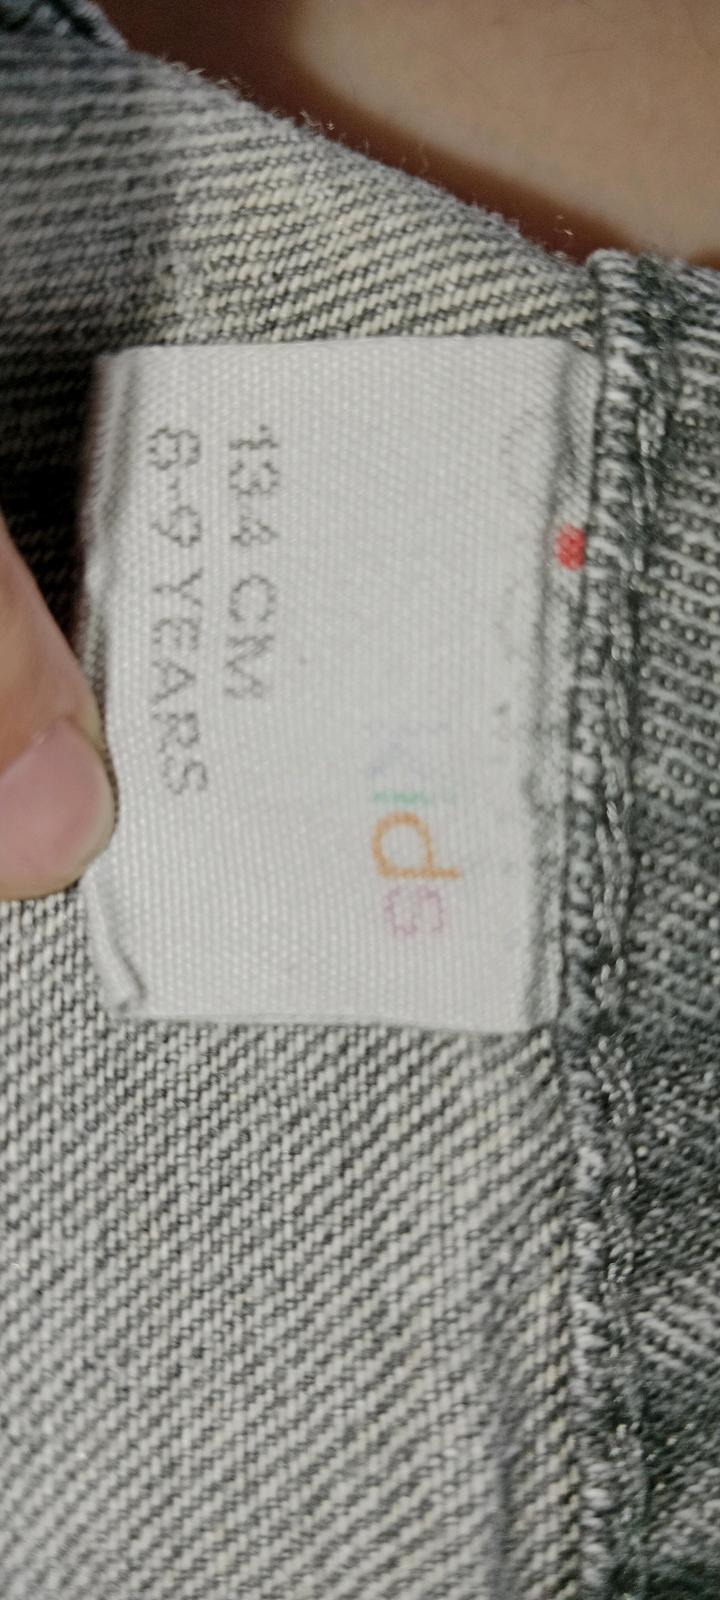 kids
134 CM
8-9 YEARS